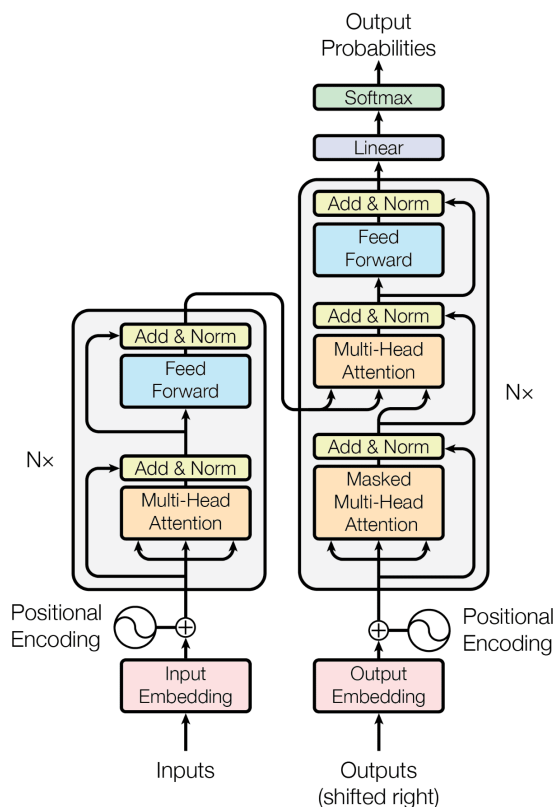 Output
Probabilities
Softmax
Linear
Add & Norm
Feed
Forward
Add & Norm
Multi-Head
Attention
Add & Norm
Masked
Multi-Head
Attention
N×
Add & Norm
Feed
Forward
N×
Add & Norm
Multi-Head
Attention
Positional
Encoding
Positional
Encoding
Input
Embedding
Output
Embedding
Inputs
Outputs
(shifted right)